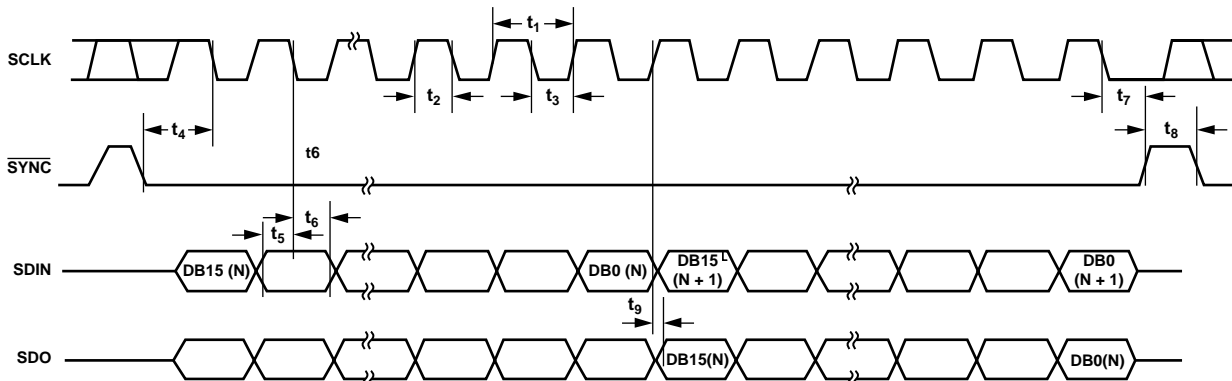 t1
SCLK
t2
t3
t7
t4
t8
t6
SYNC
t6
t5
SDIN
DB15 (N)
DB0 (N)
DB15 L
(N + 1)
DB0
(N + 1)
t9
SDO
DB15(N)
DB0(N)